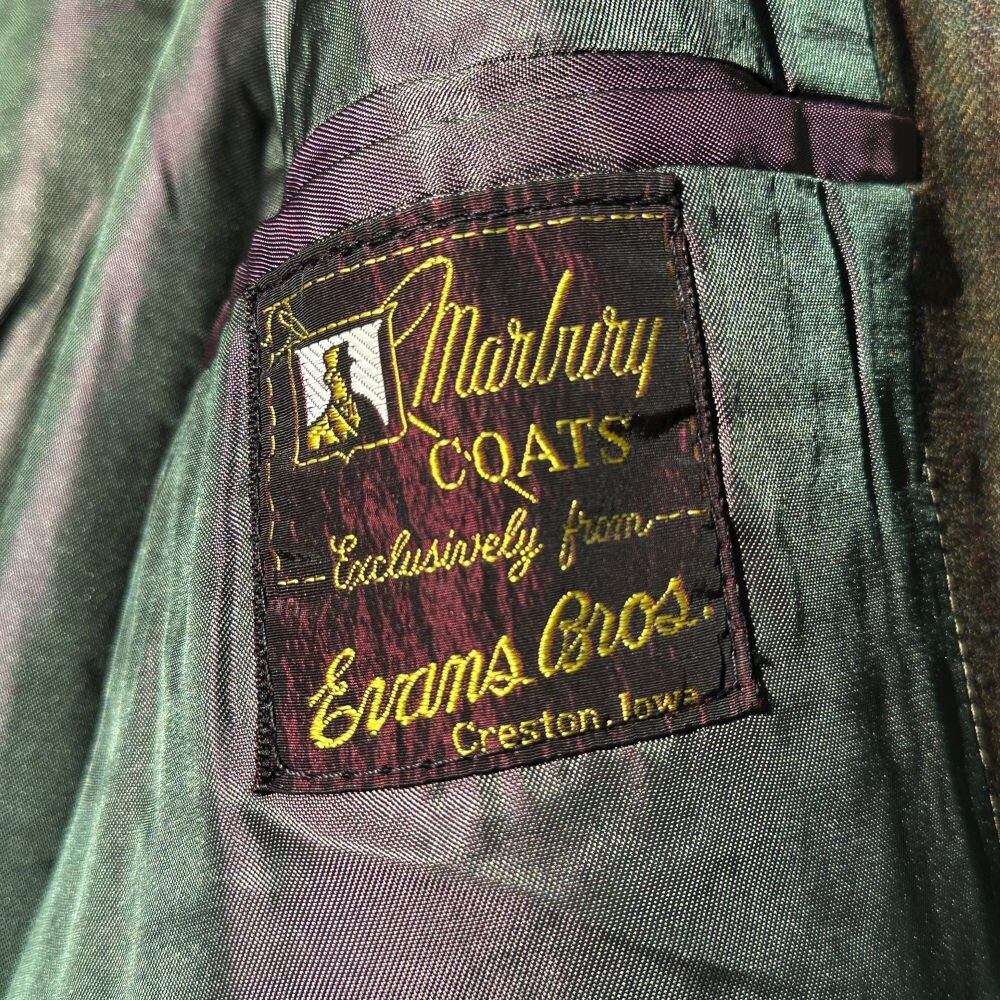 Marbury
COATS
Exclusively from
Evans Bros.
Creston, Iowa